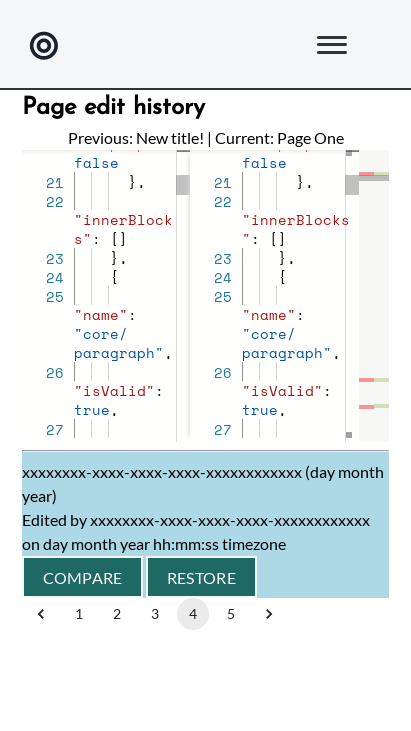 Page edit history
Previous: New title! | Current: Page One
false
21 },
22
"innerBlock
s": []
23 },
24 {
25
"name":
"core/
paragraph",
26
"isValid":
true,
27
false
21 },
22
"innerBlocks
": []
23 },
24 {
25
"name":
"core/
paragraph",
26
"isValid":
true,
27
xxxxxxxx-xxxx-xxxx-xxxx-xxxxxxxxxxxx (day month
year)
Edited by xxxxxxxx-xxxx-xxxx-xxxx-xxxxxxxxxxxx
on day month year hh:mm:ss timezone
COMPARE RESTORE
1 2 3 4 5